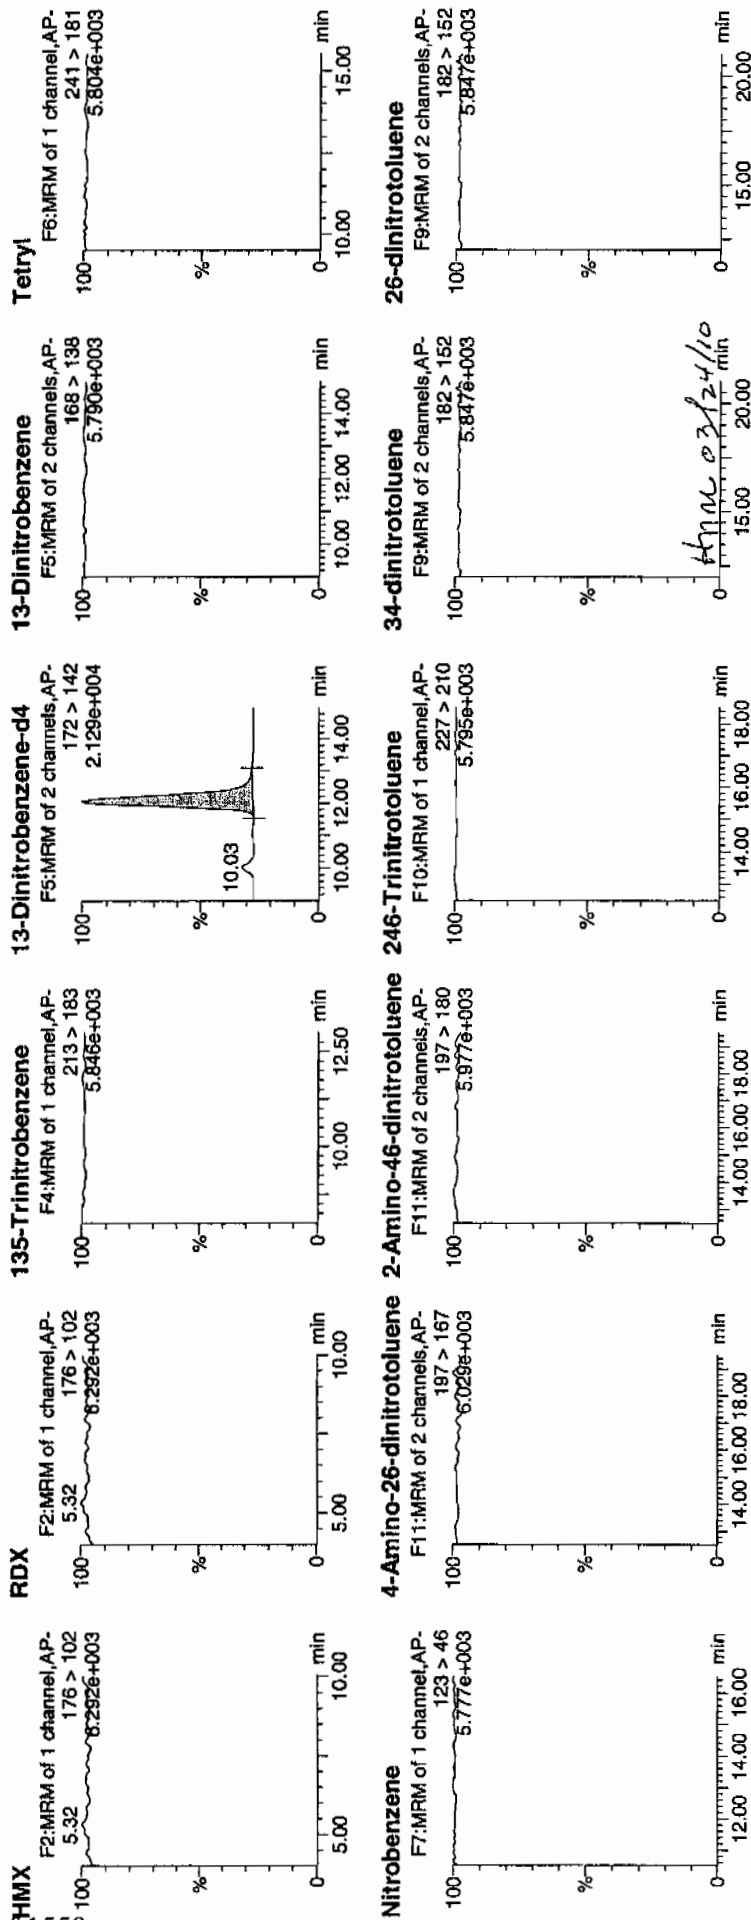 HMX
F2:MRM of 1 channel,AP-
176 > 102
6.292e+003
5.32
100
%
0
5.00
10.00
min
RDX
F2:MRM of 1 channel,AP-
176 > 102
6.292e+003
5.32
100
%
0
5.00
10.00
min
135-Trinitrobenzene
F4:MRM of 1 channel,AP-
213 > 183
5.846e+003
100
%
0
10.00
12.50
min
13-Dinitrobenzene-d4
F5:MRM of 2 channels,AP-
172 > 142
2.129e+004
10.03
100
%
0
10.00
12.00
14.00
min
13-Dinitrobenzene
F5:MRM of 2 channels,AP-
168 > 138
5.790e+003
100
%
0
10.00
12.00
14.00
min
Tetryl
F6:MRM of 1 channel,AP-
241 > 181
5.804e+003
100
%
0
10.00
15.00
min
Nitrobenzene
F7:MRM of 1 channel,AP-
123 > 46
5.777e+003
100
%
0
12.00
14.00
16.00
min
4-Amino-26-dinitrotoluene
F11:MRM of 2 channels,AP-
197 > 167
6.029e+003
100
%
0
14.00
16.00
18.00
min
2-Amino-46-dinitrotoluene
F11:MRM of 2 channels,AP-
197 > 180
5.977e+003
100
%
0
14.00
16.00
18.00
min
246-Trinitrotoluene
F10:MRM of 1 channel,AP-
227 > 210
5.795e+003
100
%
0
14.00
16.00
18.00
min
34-dinitrotoluene
F9:MRM of 2 channels,AP-
182 > 152
5.847e+003
100
%
0
15.00
20.00
min
03/24/10
26-dinitrotoluene
F9:MRM of 2 channels,AP-
182 > 152
5.847e+003
100
%
0
15.00
20.00
min